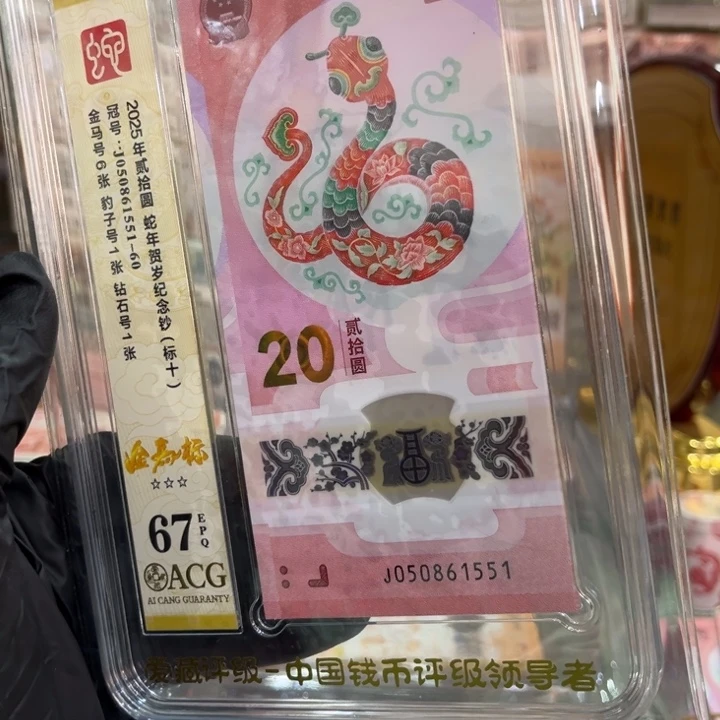 蛇
2025年贰拾圆 蛇年贺岁纪念钞(标十)
冠号:J050861551-60
金马号6张 豹子号1张 钻石号1张
金马标
67 EPQ
ACG
AI CANG GUARANTY
20 贰拾圆
J050861551
爱藏评级-中国钱币评级领导者